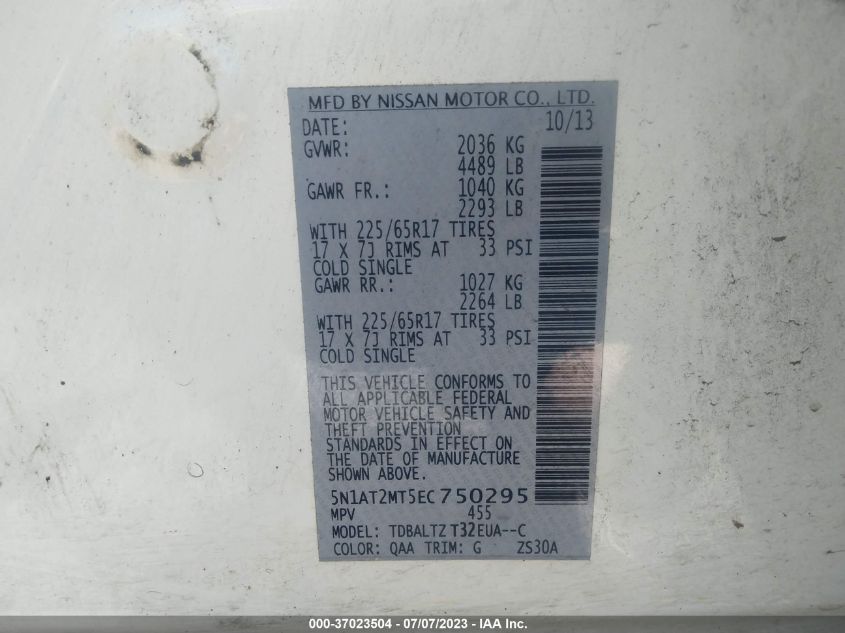 MFD BY NISSAN MOTOR CO., LTD.
DATE: 10/13
GVWR: 2036 KG
4489 LB
GAWR FR.: 1040 KG
2293 LB
WITH 225/65R17 TIRES
17 X 7J RIMS AT 33 PSI
COLD SINGLE
GAWR RR.: 1027 KG
2264 LB
WITH 225/65R17 TIRES
17 X 7J RIMS AT 33 PSI
COLD SINGLE
THIS VEHICLE CONFORMS TO
ALL APPLICABLE FEDERAL
MOTOR VEHICLE SAFETY AND
THEFT PREVENTION
STANDARDS IN EFFECT ON
THE DATE OF MANUFACTURE
SHOWN ABOVE.
5N1AT2MT5EC750295
MPV 455
MODEL: TDBALTZ T32EUA--C
COLOR: QAA TRIM: G ZS30A
000-37023504 - 07/07/2023 - IAA Inc.